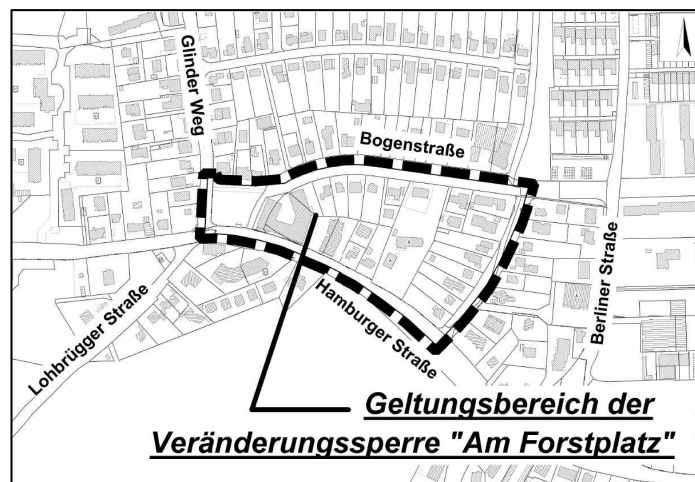 Glinder Weg
Bogenstraße
Hamburger Straße
Berliner Straße
Lohbrügger Straße
Geltungsbereich der
Veränderungssperre "Am Forstplatz"